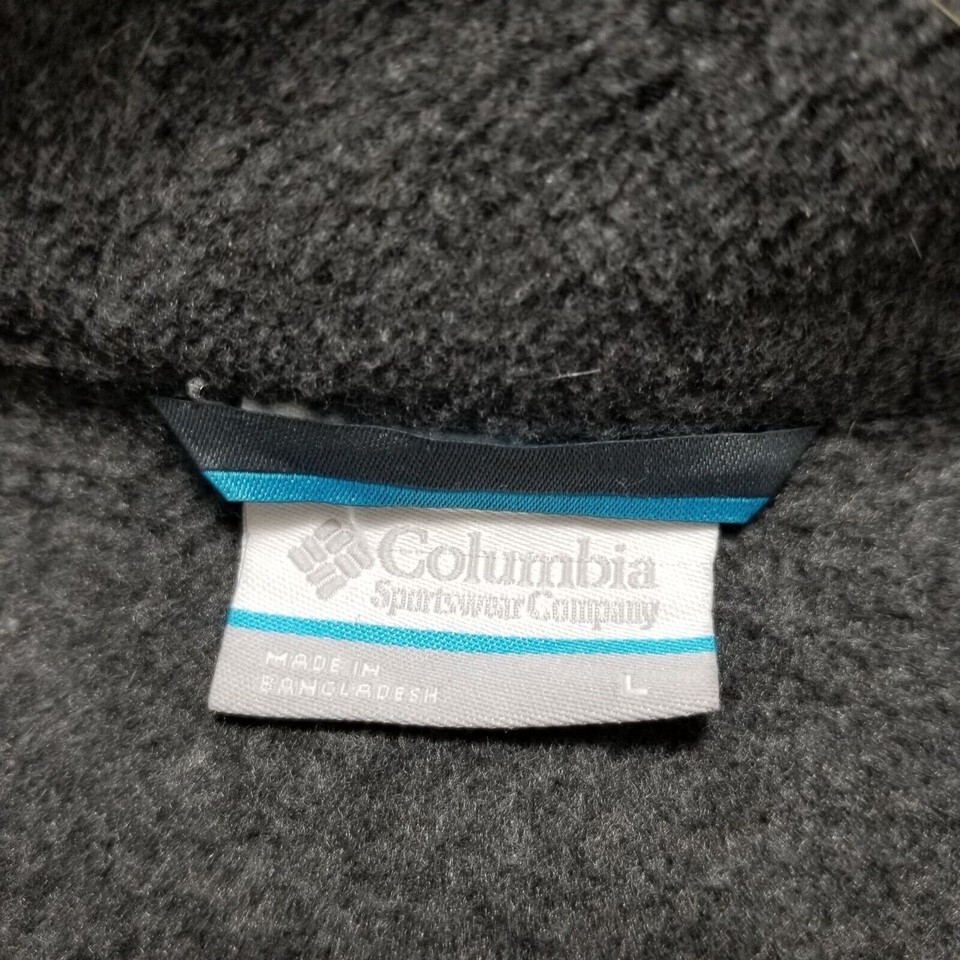 Columbia
Sportswear Company
MADE IN
BANGLADESH
L